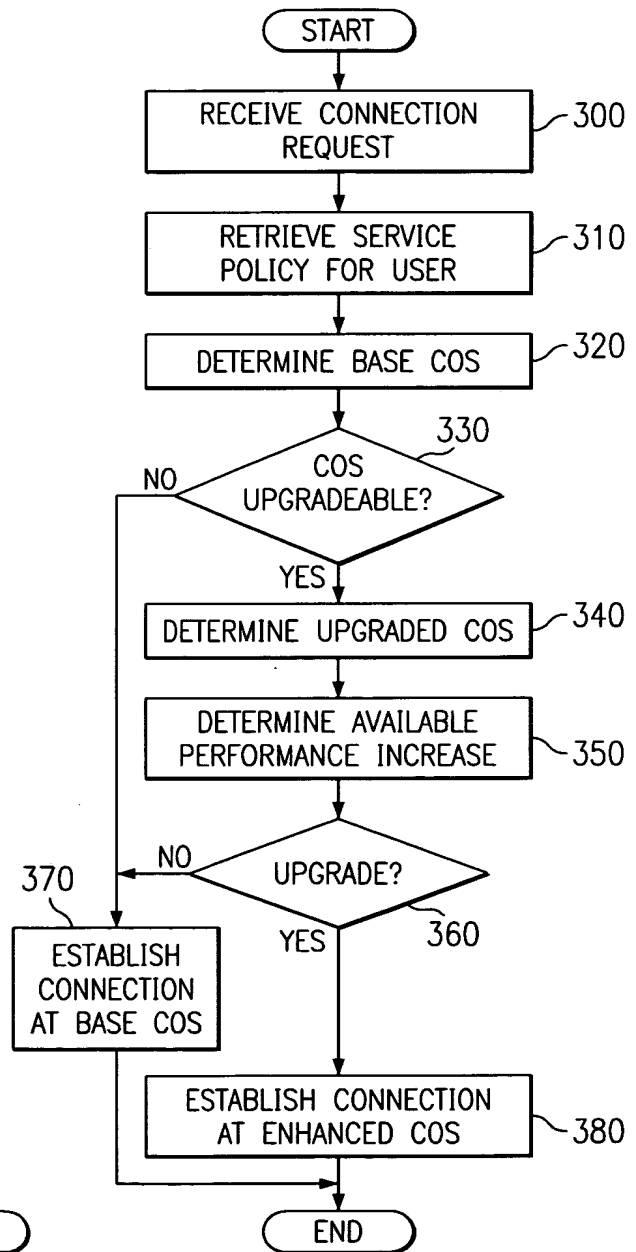 START
RECEIVE CONNECTION
REQUEST
300
RETRIEVE SERVICE
POLICY FOR USER
310
DETERMINE BASE COS
320
330
COS
UPGRADEABLE?
NO
YES
DETERMINE UPGRADED COS
340
DETERMINE AVAILABLE
PERFORMANCE INCREASE
350
UPGRADE?
NO
360
YES
370
ESTABLISH
CONNECTION
AT BASE COS
ESTABLISH CONNECTION
AT ENHANCED COS
380
END